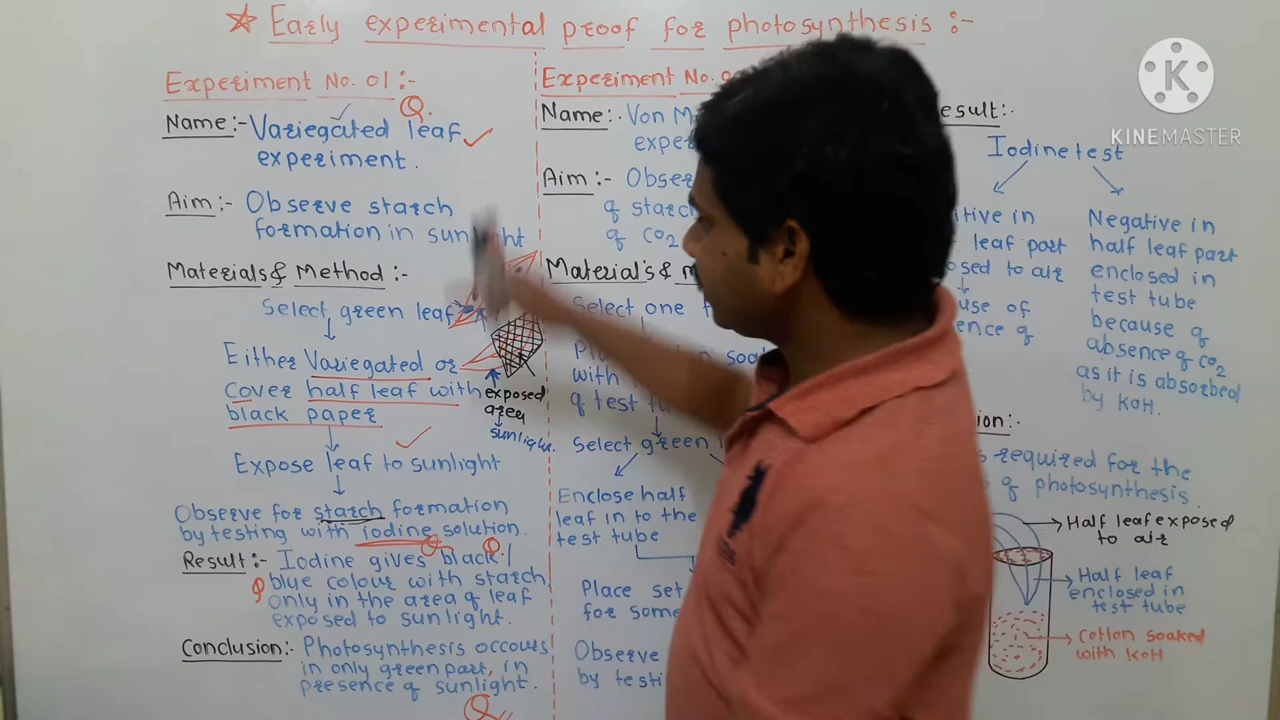 ☆ Early experimental proof for photosynthesis :-
Experiment No. 01 :-
Q.
Name :- Variegated leaf ✓
experiment.
Aim :- Observe starch
formation in sunlight
Materials & Method :-
Select green leaf
Either Variegated or
cover half leaf with
black paper
exposed
area
sunlight.
✓
Expose leaf to sunlight
Observe for starch formation
by testing with iodine solution.
Result :- Iodine gives black /
blue colour with starch
only in the area of leaf
exposed to sunlight.
Conclusion :- Photosynthesis occurs
in only green part, in
presence of sunlight.
Experiment No.
Name :- Von
expe
Aim :- Obser
of starch
of CO2
Material's &
Select one
with
of test
Select green
Enclose half
leaf in to the
test tube
Place set
for some
Observe
by testi
esult :-
Iodine test
itive in
leaf part
osed to air
use of
ence of
Negative in
half leaf part
enclosed in
test tube
because of
absence of CO2
as it is absorbed
by KOH.
sion :-
s required for the
of photosynthesis.
Half leaf exposed
to air
Half leaf
enclosed in
test tube
cotton soaked
with KOH
K
KINEMASTER